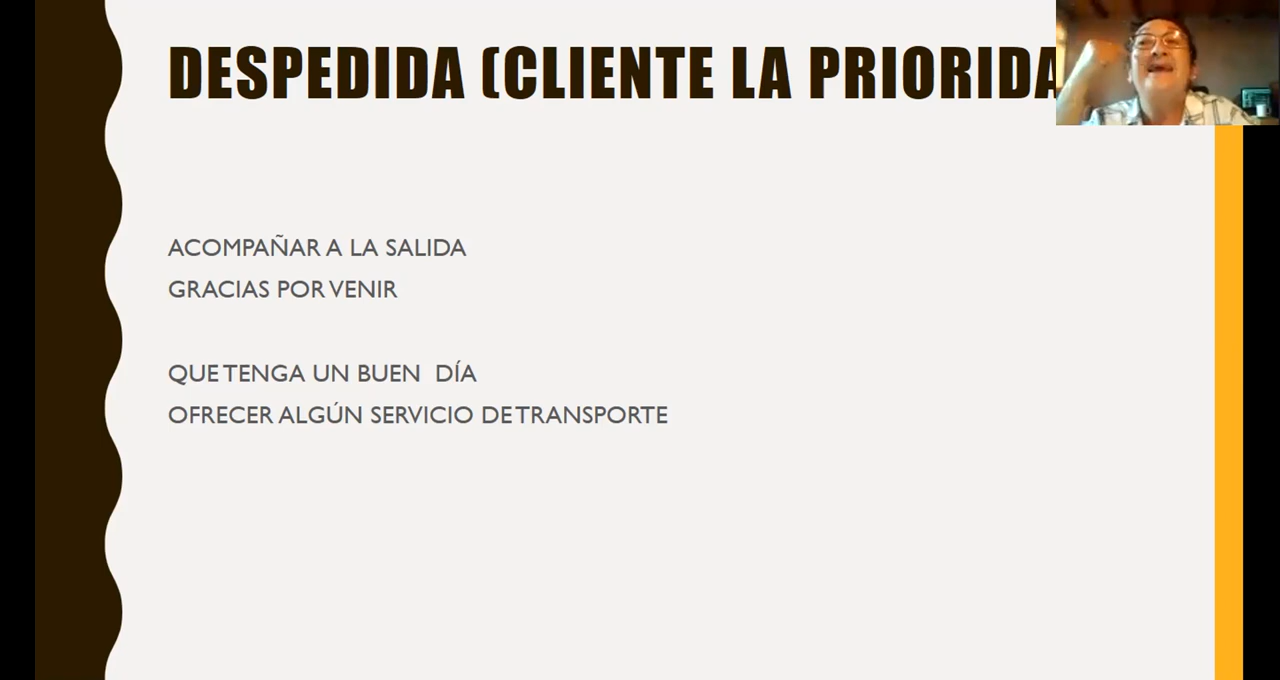 DESPEDIDA (CLIENTE LA PRIORIDA
ACOMPAÑAR A LA SALIDA
GRACIAS POR VENIR
QUE TENGA UN BUEN DÍA
OFRECER ALGÚN SERVICIO DE TRANSPORTE